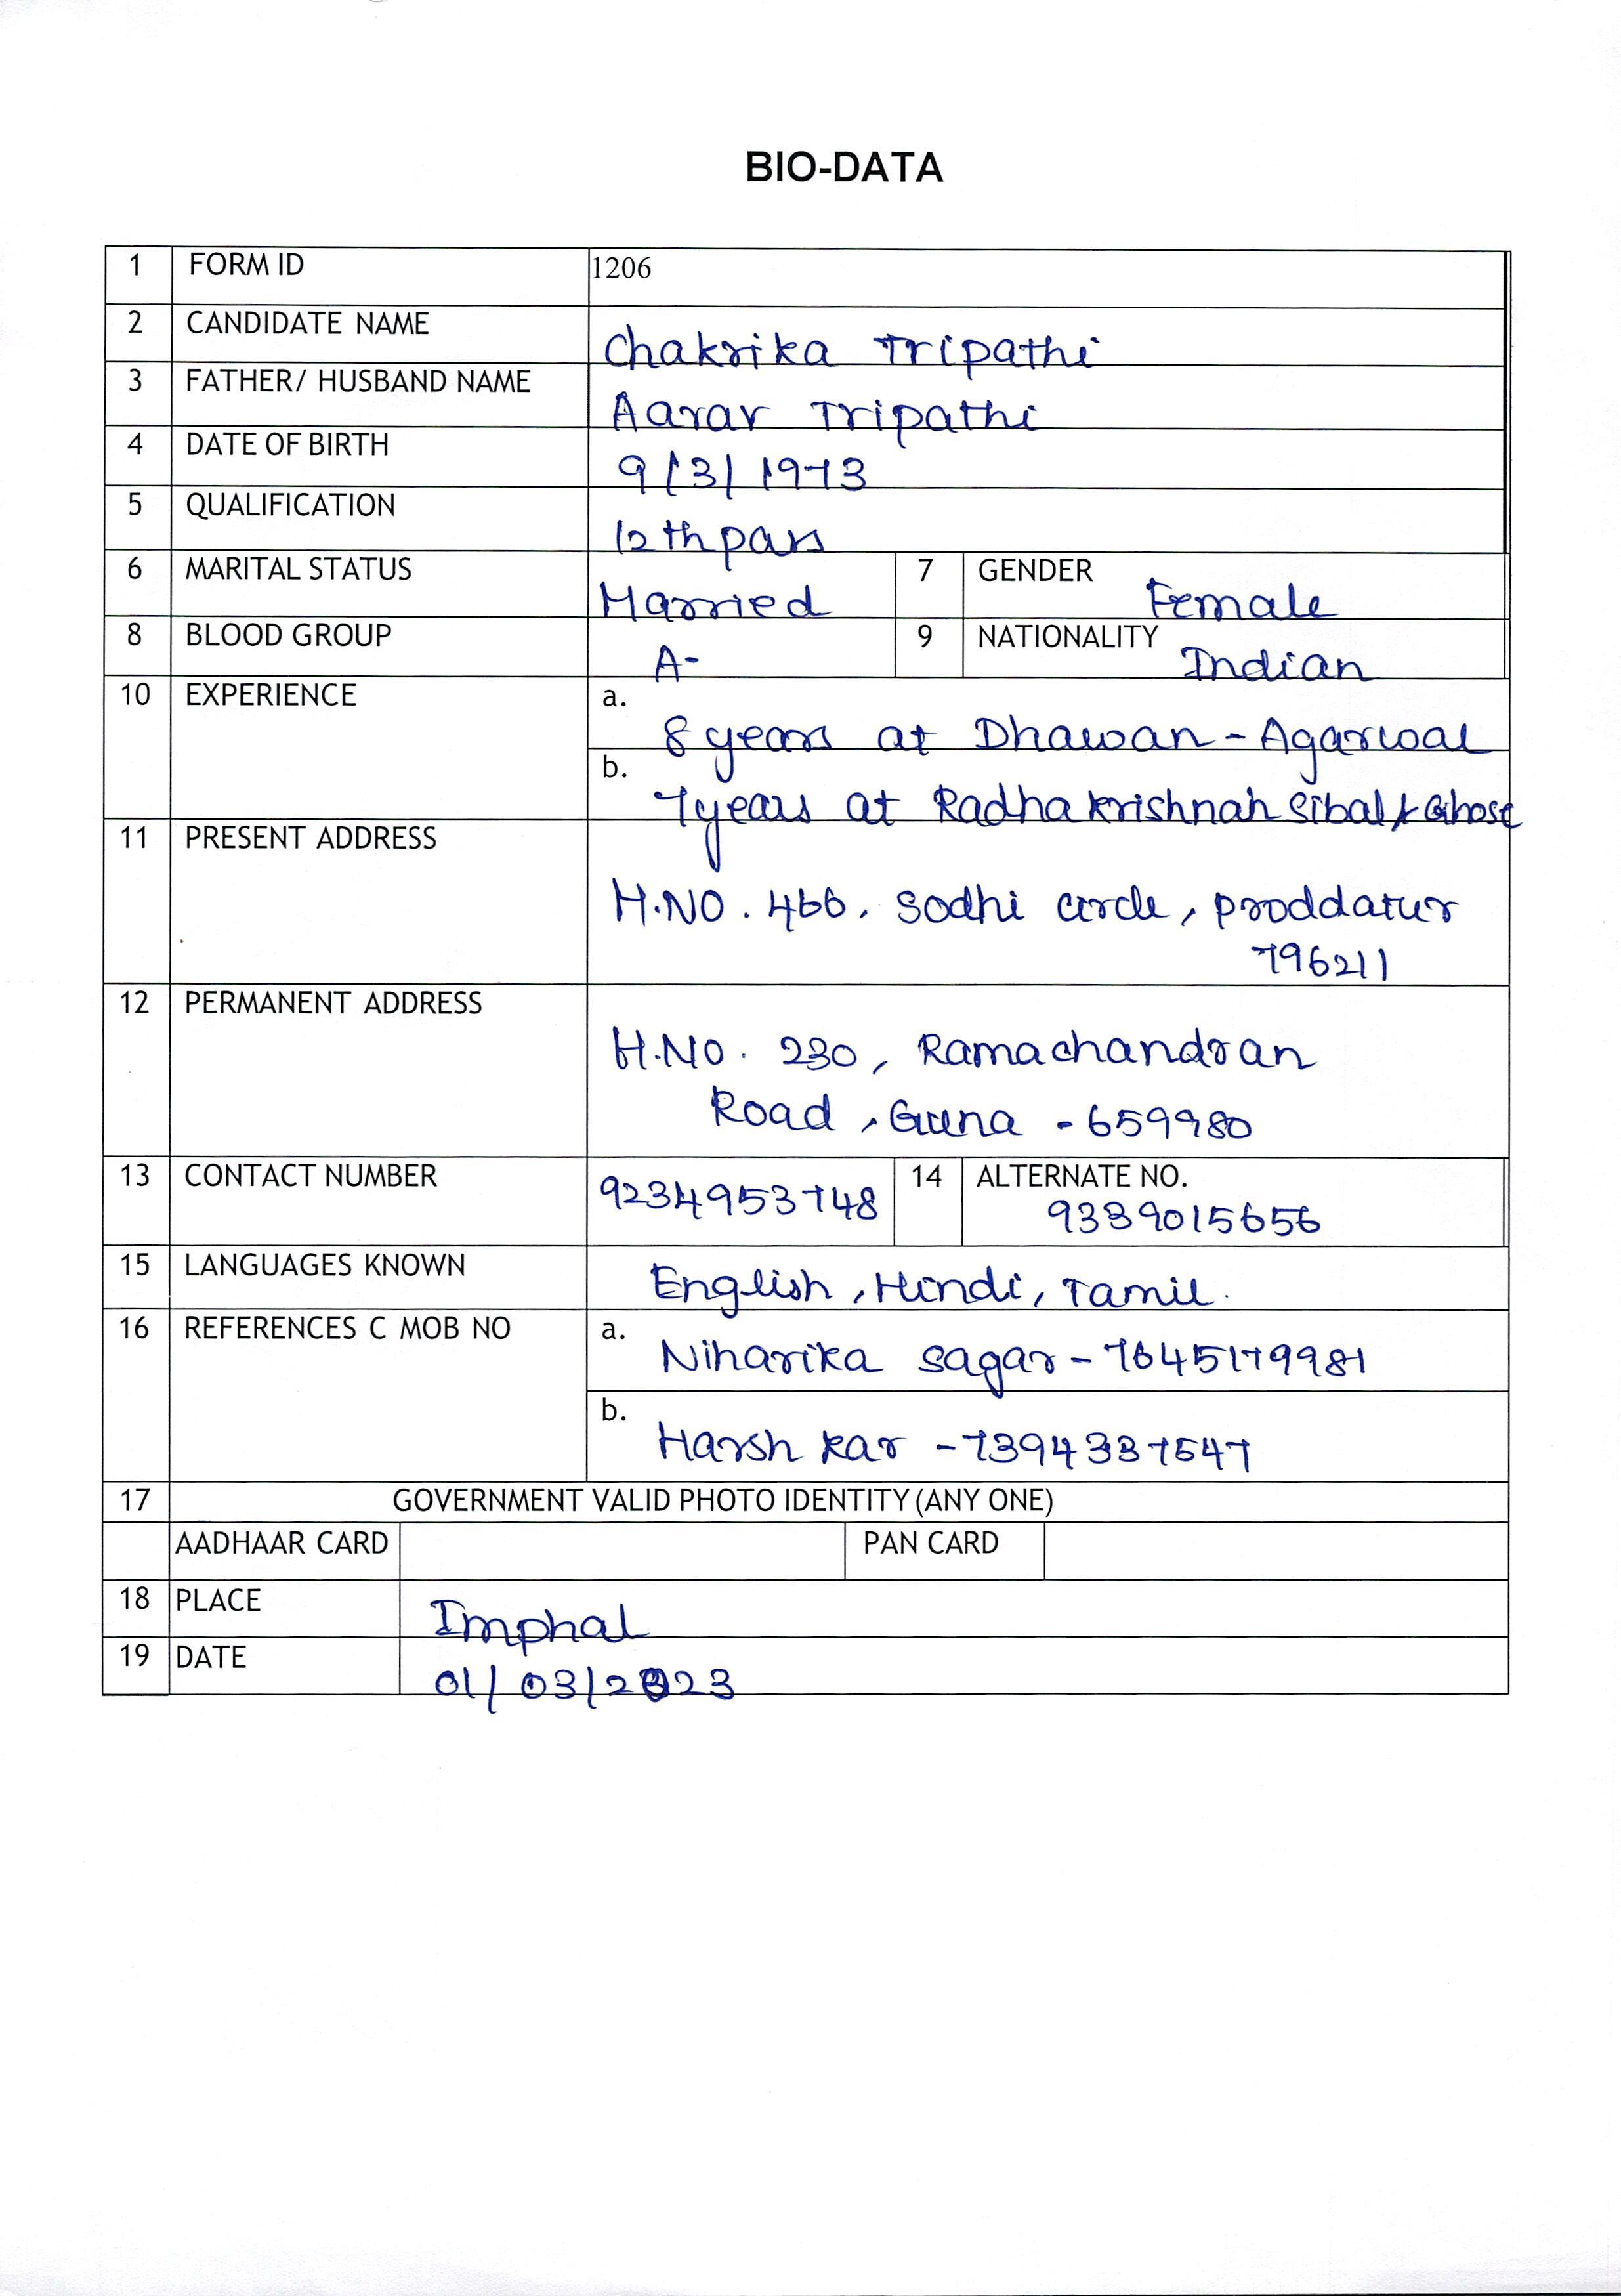 BIO-DATA
1 FORM ID 1206
2 CANDIDATE NAME Chakrika Tripathi
3 FATHER/ HUSBAND NAME Aarav Tripathi
4 DATE OF BIRTH 9/3/1973
5 QUALIFICATION 12th pass
6 MARITAL STATUS Married 7 GENDER Female
8 BLOOD GROUP A- 9 NATIONALITY Indian
10 EXPERIENCE a. 8 years at Dhawan-Agarwal
b. 7 years at Radhakrishnah Sibal & Ghose
11 PRESENT ADDRESS
H.NO. 466, Sodhi circle, proddatur
796211
12 PERMANENT ADDRESS
H.NO. 230, Ramachandran
Road, Guna - 659980
13 CONTACT NUMBER 9234953748 14 ALTERNATE NO.
9339015656
15 LANGUAGES KNOWN English, Hindi, Tamil.
16 REFERENCES C MOB NO a. Niharika Sagar - 7645179981
b. Harsh kar - 7394337547
17 GOVERNMENT VALID PHOTO IDENTITY (ANY ONE)
AADHAAR CARD PAN CARD
18 PLACE Imphal
19 DATE 01/03/2023